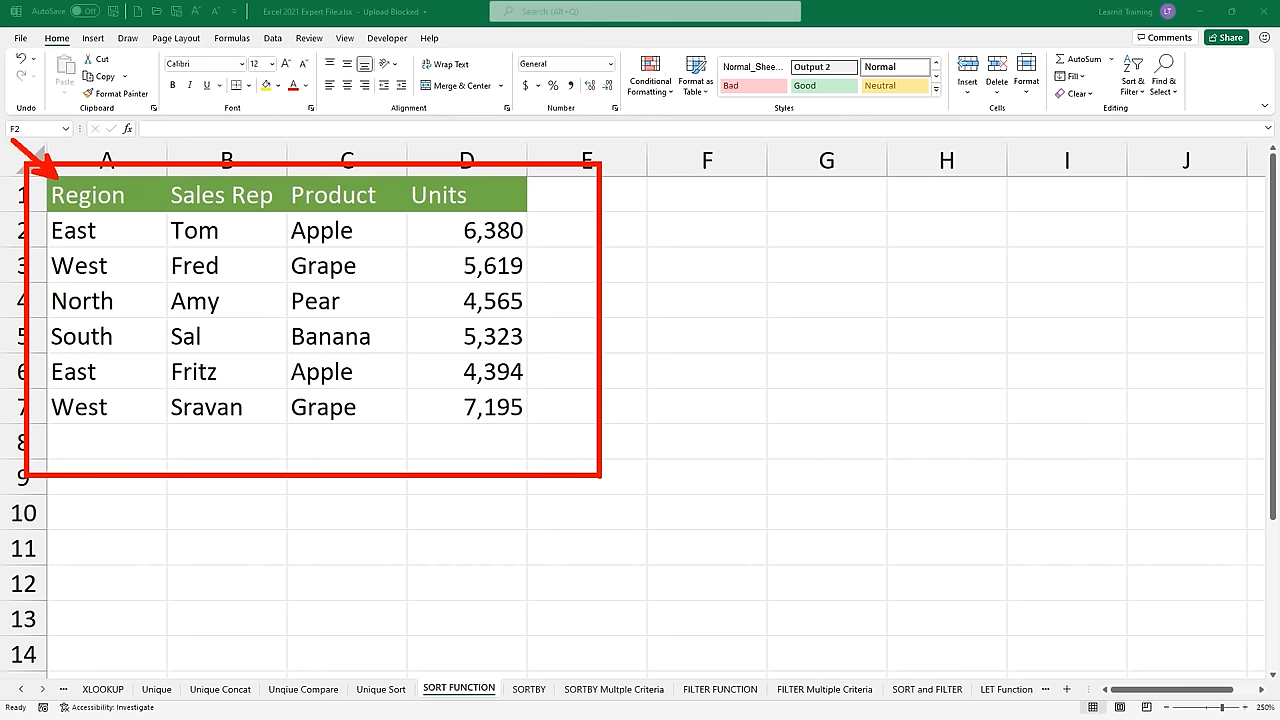 AutoSave Off Excel 2021 Expert File.xlsx - Upload Blocked Search (Alt+Q) Learnit Training LT
File Home Insert Draw Page Layout Formulas Data Review View Developer Help Comments Share
Paste Cut Copy Format Painter
Calibri 12
B I U A
Wrap Text
Merge & Center
General
$ %
Conditional Formatting
Format as Table
Normal_Shee... Output 2 Normal
Bad Good Neutral
Insert Delete Format
AutoSum
Fill
Clear
Sort & Filter
Find & Select
Undo Clipboard Font Alignment Number Styles Cells Editing
F2 fx
A B C D E F G H I J
1 Region Sales Rep Product Units
2 East Tom Apple 6,380
3 West Fred Grape 5,619
4 North Amy Pear 4,565
5 South Sal Banana 5,323
6 East Fritz Apple 4,394
7 West Sravan Grape 7,195
8
9
10
11
12
13
14
... XLOOKUP Unique Unique Concat Unqiue Compare Unique Sort SORT FUNCTION SORTBY SORTBY Multple Criteria FILTER FUNCTION FILTER Multiple Criteria SORT and FILTER LET Function ...
Ready Accessibility: Investigate 250%